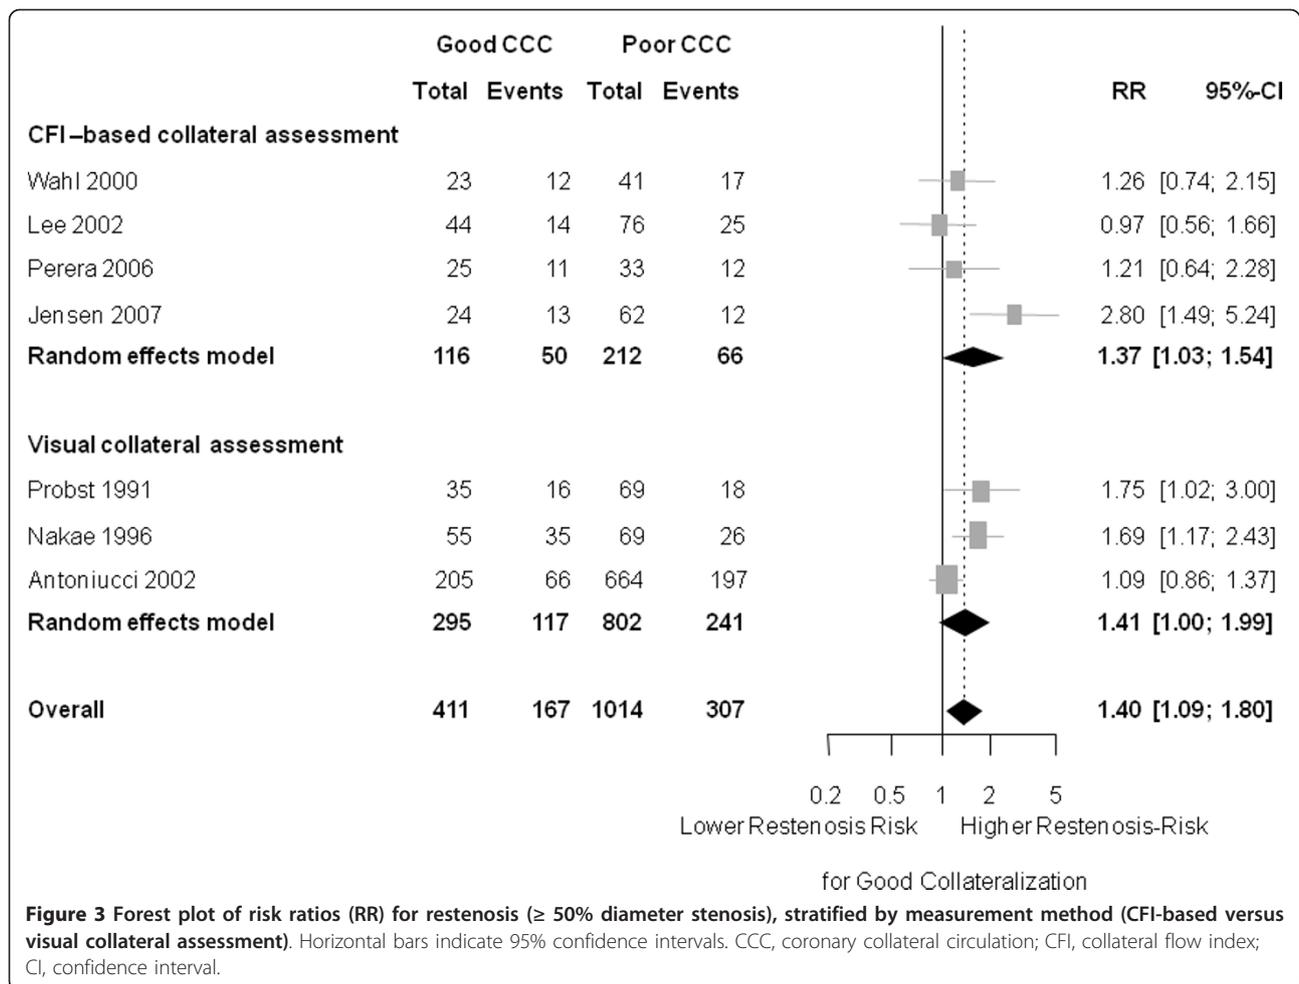 Good CCC Poor CCC
Total Events Total Events RR 95%-CI
CFI–based collateral assessment
Wahl 2000 23 12 41 17 1.26 [0.74; 2.15]
Lee 2002 44 14 76 25 0.97 [0.56; 1.66]
Perera 2006 25 11 33 12 1.21 [0.64; 2.28]
Jensen 2007 24 13 62 12 2.80 [1.49; 5.24]
Random effects model 116 50 212 66 1.37 [1.03; 1.54]
Visual collateral assessment
Probst 1991 35 16 69 18 1.75 [1.02; 3.00]
Nakae 1996 55 35 69 26 1.69 [1.17; 2.43]
Antoniucci 2002 205 66 664 197 1.09 [0.86; 1.37]
Random effects model 295 117 802 241 1.41 [1.00; 1.99]
Overall 411 167 1014 307 1.40 [1.09; 1.80]
0.2 0.5 1 2 5
Lower Restenosis Risk Higher Restenosis-Risk
for Good Collateralization
Figure 3 Forest plot of risk ratios (RR) for restenosis (≥ 50% diameter stenosis), stratified by measurement method (CFI-based versus
visual collateral assessment). Horizontal bars indicate 95% confidence intervals. CCC, coronary collateral circulation; CFI, collateral flow index;
CI, confidence interval.